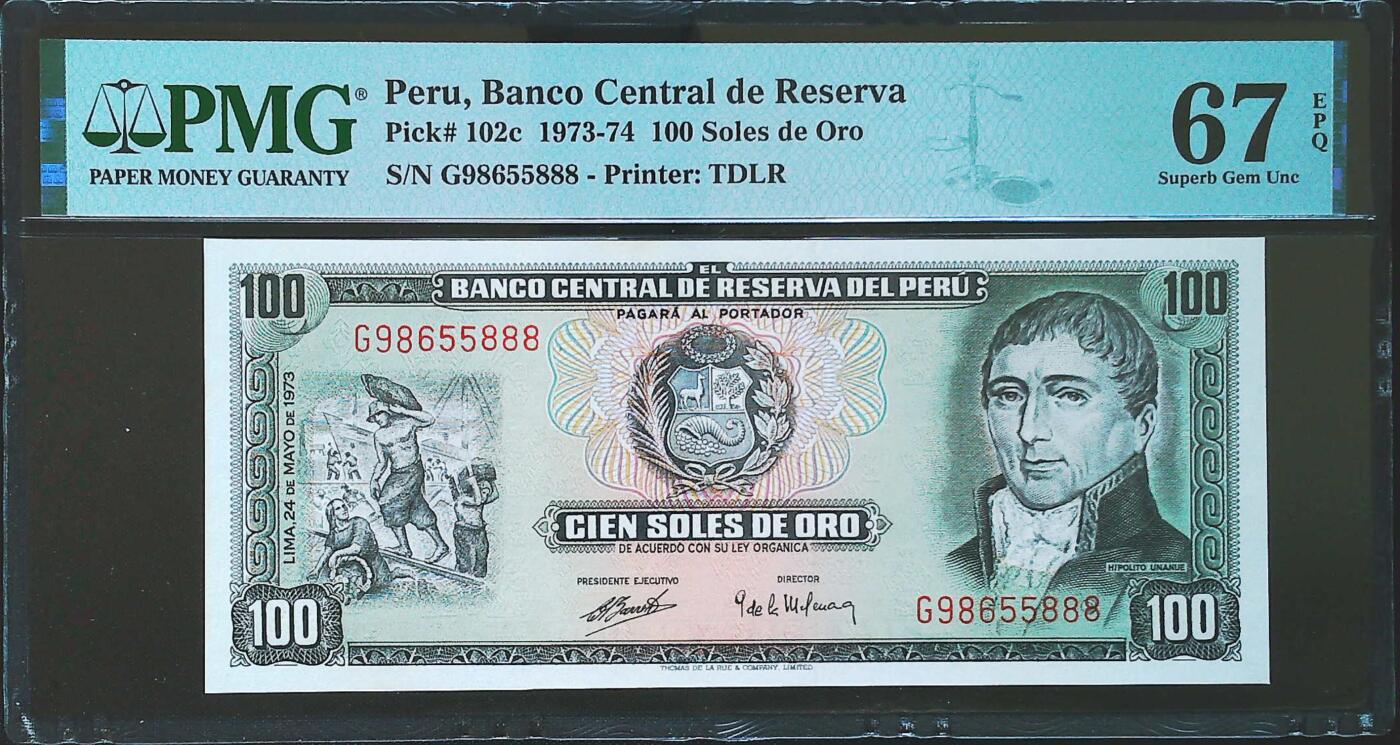 PMG®
PAPER MONEY GUARANTY
Peru, Banco Central de Reserva
Pick# 102c 1973-74 100 Soles de Oro
S/N G98655888 - Printer: TDLR
67
EPQ
Superb Gem Unc
EL
BANCO CENTRAL DE RESERVA DEL PERÚ
100
100
PAGARÁ AL PORTADOR
G98655888
LIMA, 24 DE MAYO DE 1973
CIEN SOLES DE ORO
DE ACUERDO CON SU LEY ORGANICA
HIPOLITO UNANUE
PRESIDENTE EJECUTIVO
DIRECTOR
G98655888
100
100
THOMAS DE LA RUE & COMPANY, LIMITED